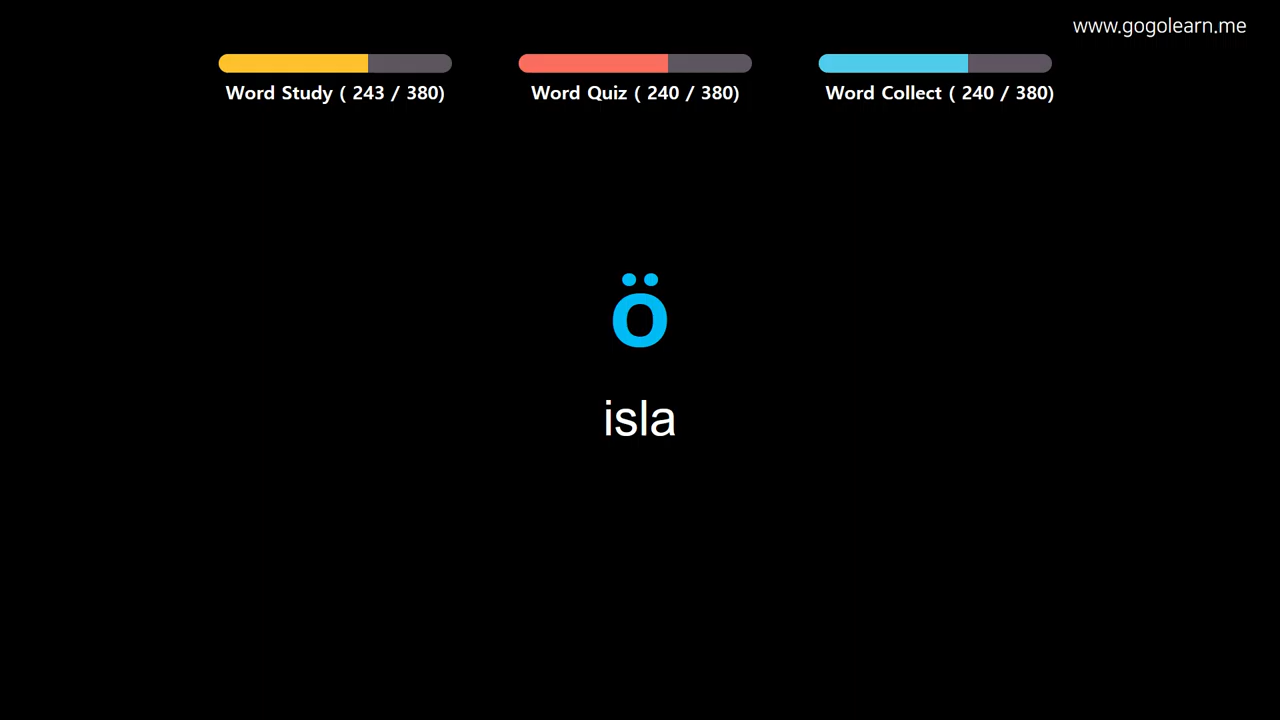 www.gogolearn.me
Word Study ( 243 / 380)
Word Quiz ( 240 / 380)
Word Collect ( 240 / 380)
ö
isla